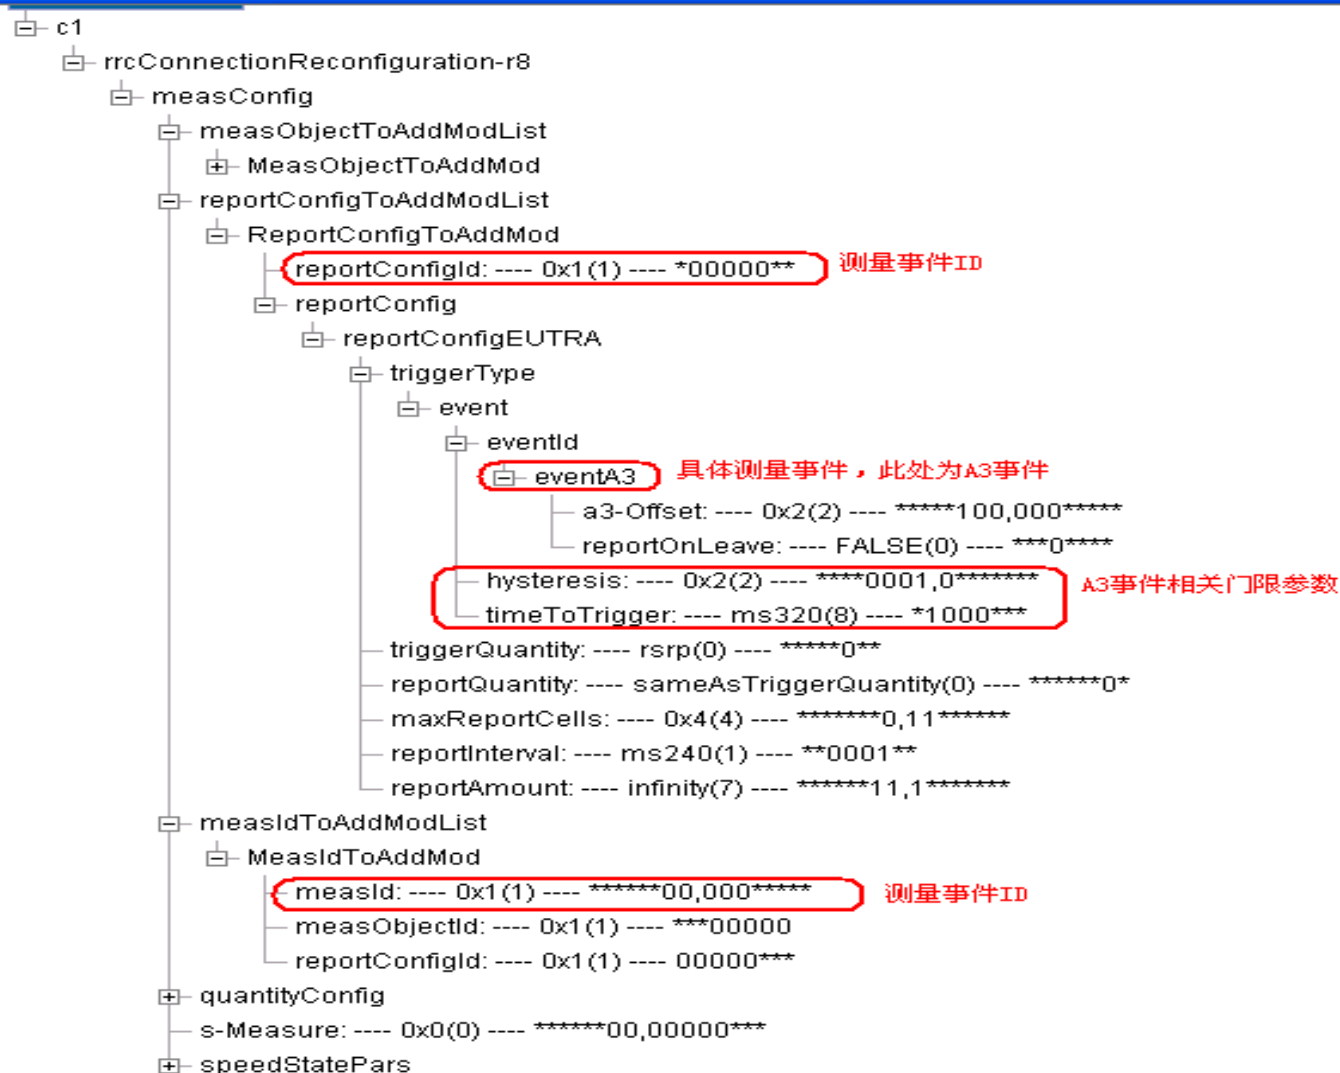 c1
rrcConnectionReconfiguration-r8
measConfig
measObjectToAddModList
MeasObjectToAddMod
reportConfigToAddModList
ReportConfigToAddMod
reportConfigId: ---- 0x1(1) ---- *00000** 测量事件ID
reportConfig
reportConfigEUTRA
triggerType
event
eventId
eventA3 具体测量事件，此处为A3事件
a3-Offset: ---- 0x2(2) ---- *****100,000*****
reportOnLeave: ---- FALSE(0) ---- ***0****
hysteresis: ---- 0x2(2) ---- ****0001,0******* A3事件相关门限参数
timeToTrigger: ---- ms320(8) ---- *1000***
triggerQuantity: ---- rsrp(0) ---- *****0**
reportQuantity: ---- sameAsTriggerQuantity(0) ---- ******0*
maxReportCells: ---- 0x4(4) ---- *******0,11******
reportInterval: ---- ms240(1) ---- **0001**
reportAmount: ---- infinity(7) ---- ******11,1*******
measIdToAddModList
MeasIdToAddMod
measId: ---- 0x1(1) ---- ******00,000***** 测量事件ID
measObjectId: ---- 0x1(1) ---- ***00000
reportConfigId: ---- 0x1(1) ---- 00000***
quantityConfig
s-Measure: ---- 0x0(0) ---- ******00,00000***
speedStatePars